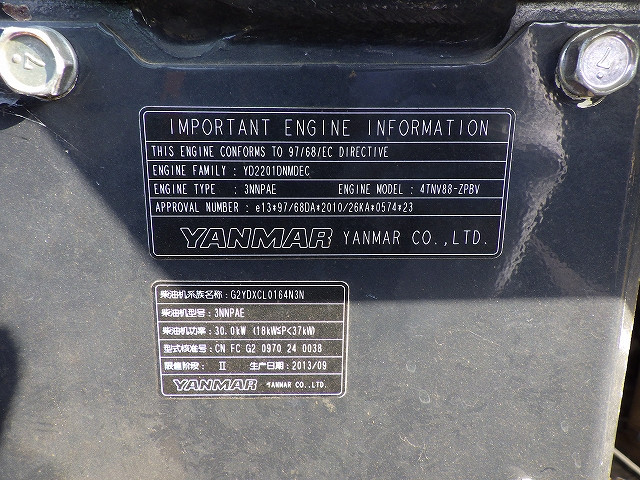 IMPORTANT ENGINE INFORMATION
THIS ENGINE CONFORMS TO 97/68/EC DIRECTIVE
ENGINE FAMILY : YD2201DNMDEC
ENGINE TYPE : 3NNPAE ENGINE MODEL : 4TNV88-ZPBV
APPROVAL NUMBER : e13*97/68DA*2010/26KA*0574*23
YANMAR YANMAR CO.,LTD.
柴油机系族名称: G2YDXCL0164N3N
柴油机型号: 3NNPAE
柴油机功率: 30.0kW (18kW≤P<37kW)
型式核准号: CN FC G2 0970 24 0038
限值阶段: Ⅱ 生产日期: 2013/09
YANMAR YANMAR CO.,LTD.